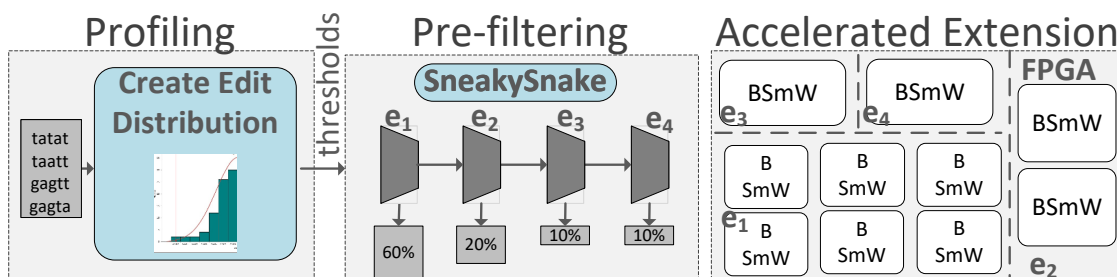 Profiling
Create Edit
Distribution
tatat
taatt
gagtt
gagta
thresholds
Pre-filtering
SneakySnake
e1 e2 e3 e4
60% 20% 10% 10%
Accelerated Extension
FPGA
BSmW BSmW
e3 e4
BSmW
BSmW
e2
B B B
SmW SmW SmW
e1
B B B
SmW SmW SmW